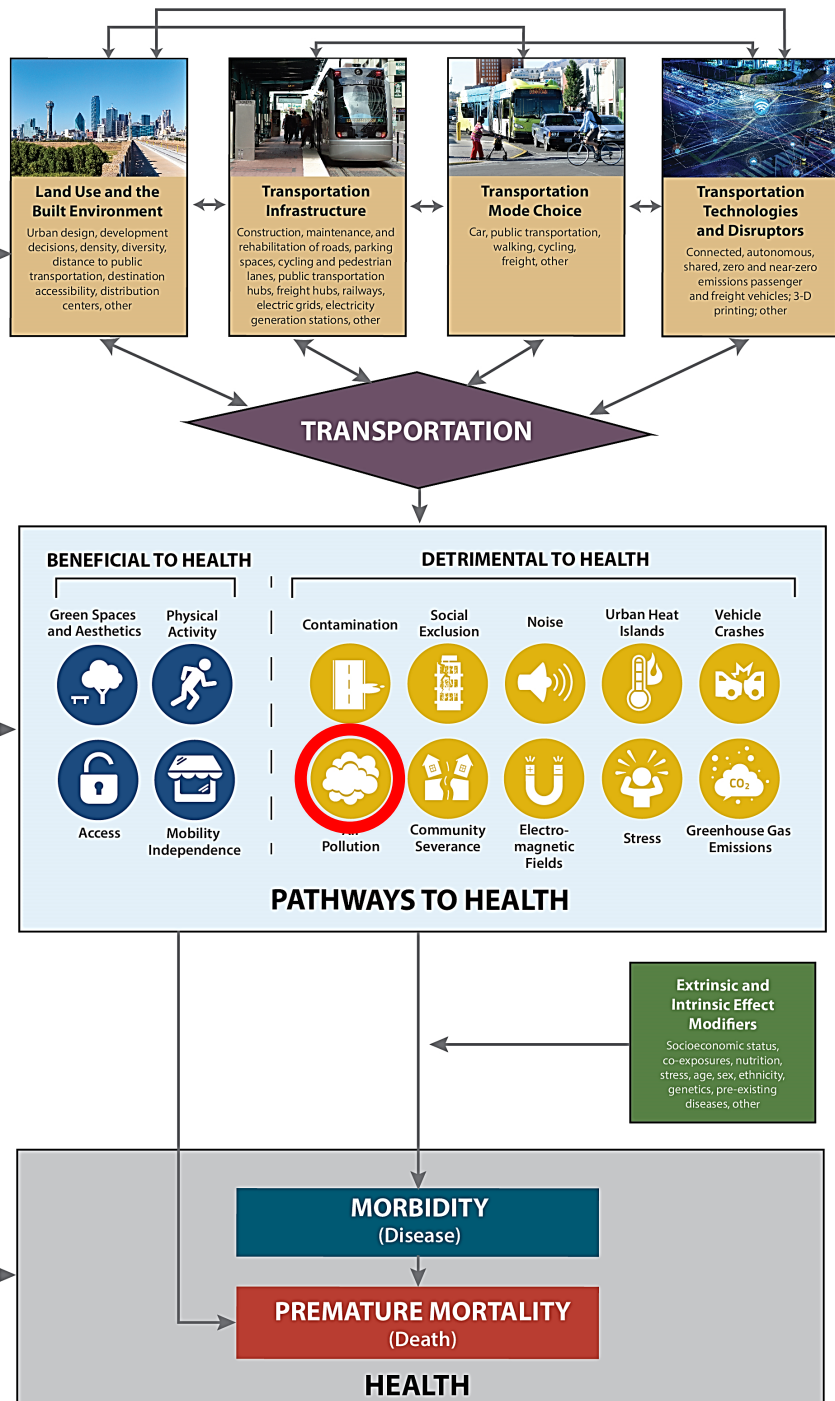 Land Use and the
Built Environment
Urban design, development
decisions, density, diversity,
distance to public
transportation, destination
accessibility, distribution
centers, other
Transportation
Infrastructure
Construction, maintenance, and
rehabilitation of roads, parking
spaces, cycling and pedestrian
lanes, public transportation
hubs, freight hubs, railways,
electric grids, electricity
generation stations, other
Transportation
Mode Choice
Car, public transportation,
walking, cycling,
freight, other
Transportation
Technologies
and Disruptors
Connected, autonomous,
shared, zero and near-zero
emissions passenger
and freight vehicles; 3-D
printing; other
TRANSPORTATION
BENEFICIAL TO HEALTH
DETRIMENTAL TO HEALTH
Green Spaces
and Aesthetics
Physical
Activity
Contamination
Social
Exclusion
Noise
Urban Heat
Islands
Vehicle
Crashes
CO₂
Access
Mobility
Independence
Pollution
Community
Severance
Electro-
magnetic
Fields
Stress
Greenhouse Gas
Emissions
PATHWAYS TO HEALTH
Extrinsic and
Intrinsic Effect
Modifiers
Socioeconomic status,
co-exposures, nutrition,
stress, age, sex, ethnicity,
genetics, pre-existing
diseases, other
MORBIDITY
(Disease)
PREMATURE MORTALITY
(Death)
HEALTH